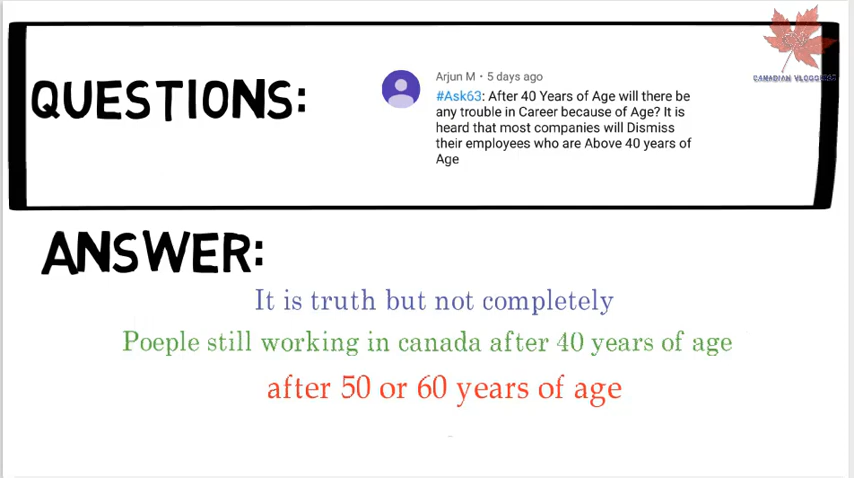 CANADIAN VLOGGERS
QUESTIONS:
Arjun M • 5 days ago
#Ask63: After 40 Years of Age will there be
any trouble in Career because of Age? It is
heard that most companies will Dismiss
their employees who are Above 40 years of
Age
ANSWER:
It is truth but not completely
Poeple still working in canada after 40 years of age
after 50 or 60 years of age